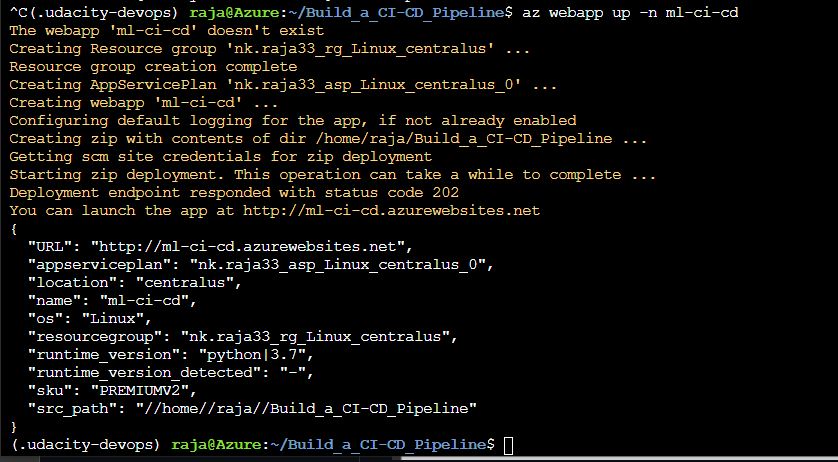 ^C(.udacity-devops) raja@Azure:~/Build_a_CI-CD_Pipeline$ az webapp up -n ml-ci-cd
The webapp 'ml-ci-cd' doesn't exist
Creating Resource group 'nk.raja33_rg_Linux_centralus' ...
Resource group creation complete
Creating AppServicePlan 'nk.raja33_asp_Linux_centralus_0' ...
Creating webapp 'ml-ci-cd' ...
Configuring default logging for the app, if not already enabled
Creating zip with contents of dir /home/raja/Build_a_CI-CD_Pipeline ...
Getting scm site credentials for zip deployment
Starting zip deployment. This operation can take a while to complete ...
Deployment endpoint responded with status code 202
You can launch the app at http://ml-ci-cd.azurewebsites.net
{
  "URL": "http://ml-ci-cd.azurewebsites.net",
  "appserviceplan": "nk.raja33_asp_Linux_centralus_0",
  "location": "centralus",
  "name": "ml-ci-cd",
  "os": "Linux",
  "resourcegroup": "nk.raja33_rg_Linux_centralus",
  "runtime_version": "python|3.7",
  "runtime_version_detected": "-",
  "sku": "PREMIUMV2",
  "src_path": "//home//raja//Build_a_CI-CD_Pipeline"
}
(.udacity-devops) raja@Azure:~/Build_a_CI-CD_Pipeline$